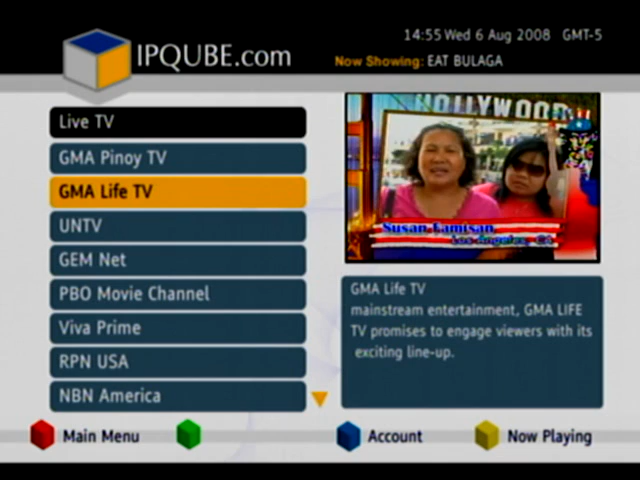 IPQUBE.com
14:55 Wed 6 Aug 2008 GMT-5
Now Showing: EAT BULAGA
Live TV
GMA Pinoy TV
GMA Life TV
UNTV
GEM Net
PBO Movie Channel
Viva Prime
RPN USA
NBN America
HOLLYWOOD
Susan Famisan
Los Angeles, CA
GMA Life TV
mainstream entertainment, GMA LIFE
TV promises to engage viewers with its
exciting line-up.
Main Menu
Account
Now Playing